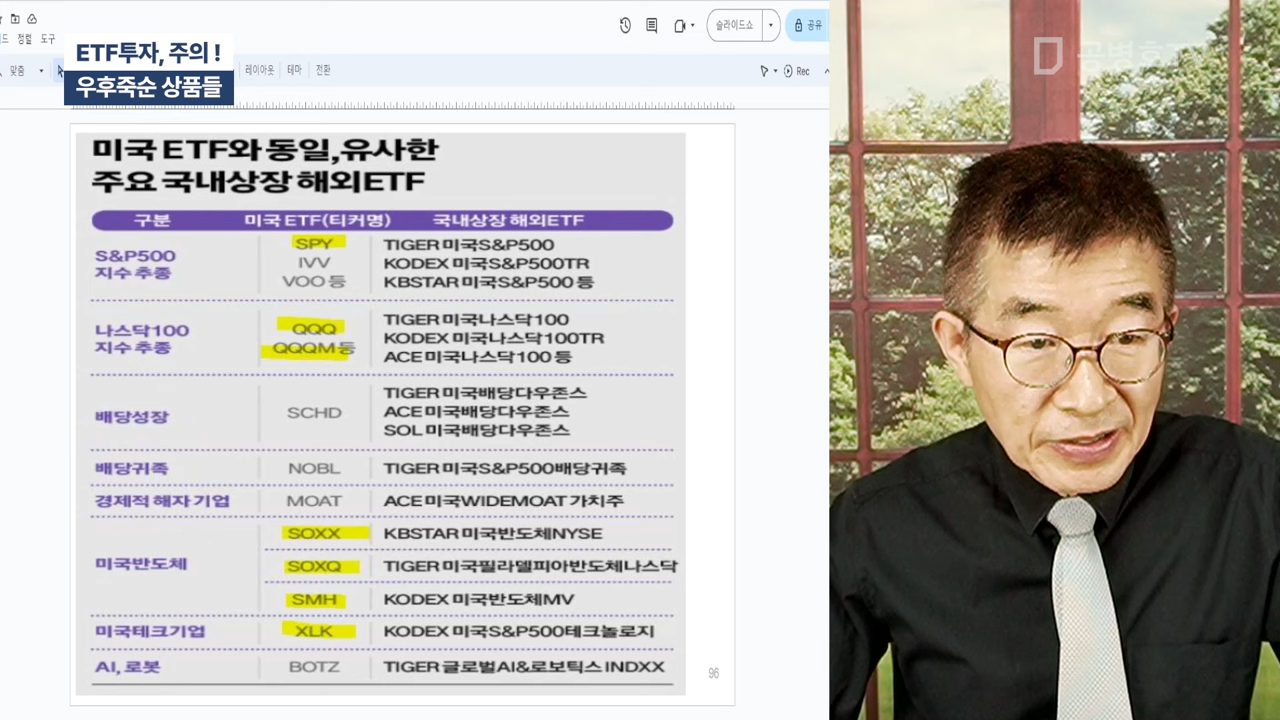 드 정렬 도구
슬라이드쇼
공유
ETF투자, 주의 !
우후죽순 상품들
맞춤
레이아웃 테마 전환
Rec
공병호TV
미국 ETF와 동일,유사한
주요 국내상장 해외ETF
구분 미국 ETF(티커명) 국내상장 해외ETF
S&P500
지수 추종
SPY
IVV
VOO 등
TIGER 미국S&P500
KODEX 미국S&P500TR
KBSTAR 미국S&P500 등
나스닥100
지수 추종
QQQ
QQQM 등
TIGER 미국나스닥100
KODEX 미국나스닥100TR
ACE 미국나스닥100 등
배당성장
SCHD
TIGER 미국배당다우존스
ACE 미국배당다우존스
SOL 미국배당다우존스
배당귀족 NOBL TIGER 미국S&P500배당귀족
경제적 해자 기업 MOAT ACE 미국WIDEMOAT 가치주
미국반도체
SOXX KBSTAR 미국반도체NYSE
SOXQ TIGER 미국필라델피아반도체나스닥
SMH KODEX 미국반도체MV
미국테크기업 XLK KODEX 미국S&P500테크놀로지
AI, 로봇 BOTZ TIGER 글로벌AI&로보틱스 INDXX
96